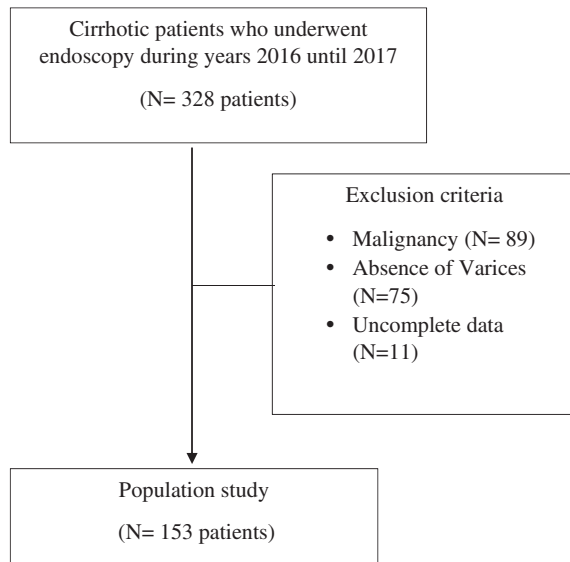 Cirrhotic patients who underwent
endoscopy during years 2016 until 2017
(N= 328 patients)
Exclusion criteria
• Malignancy (N= 89)
• Absence of Varices
(N=75)
• Uncomplete data
(N=11)
Population study
(N= 153 patients)